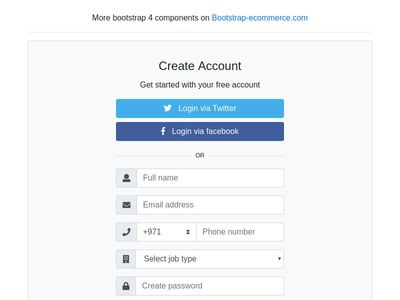 More bootstrap 4 components on Bootstrap-ecommerce.com
Create Account
Get started with your free account
Login via Twitter
Login via facebook
OR
Full name
Email address
+971 Phone number
Select job type
Create password